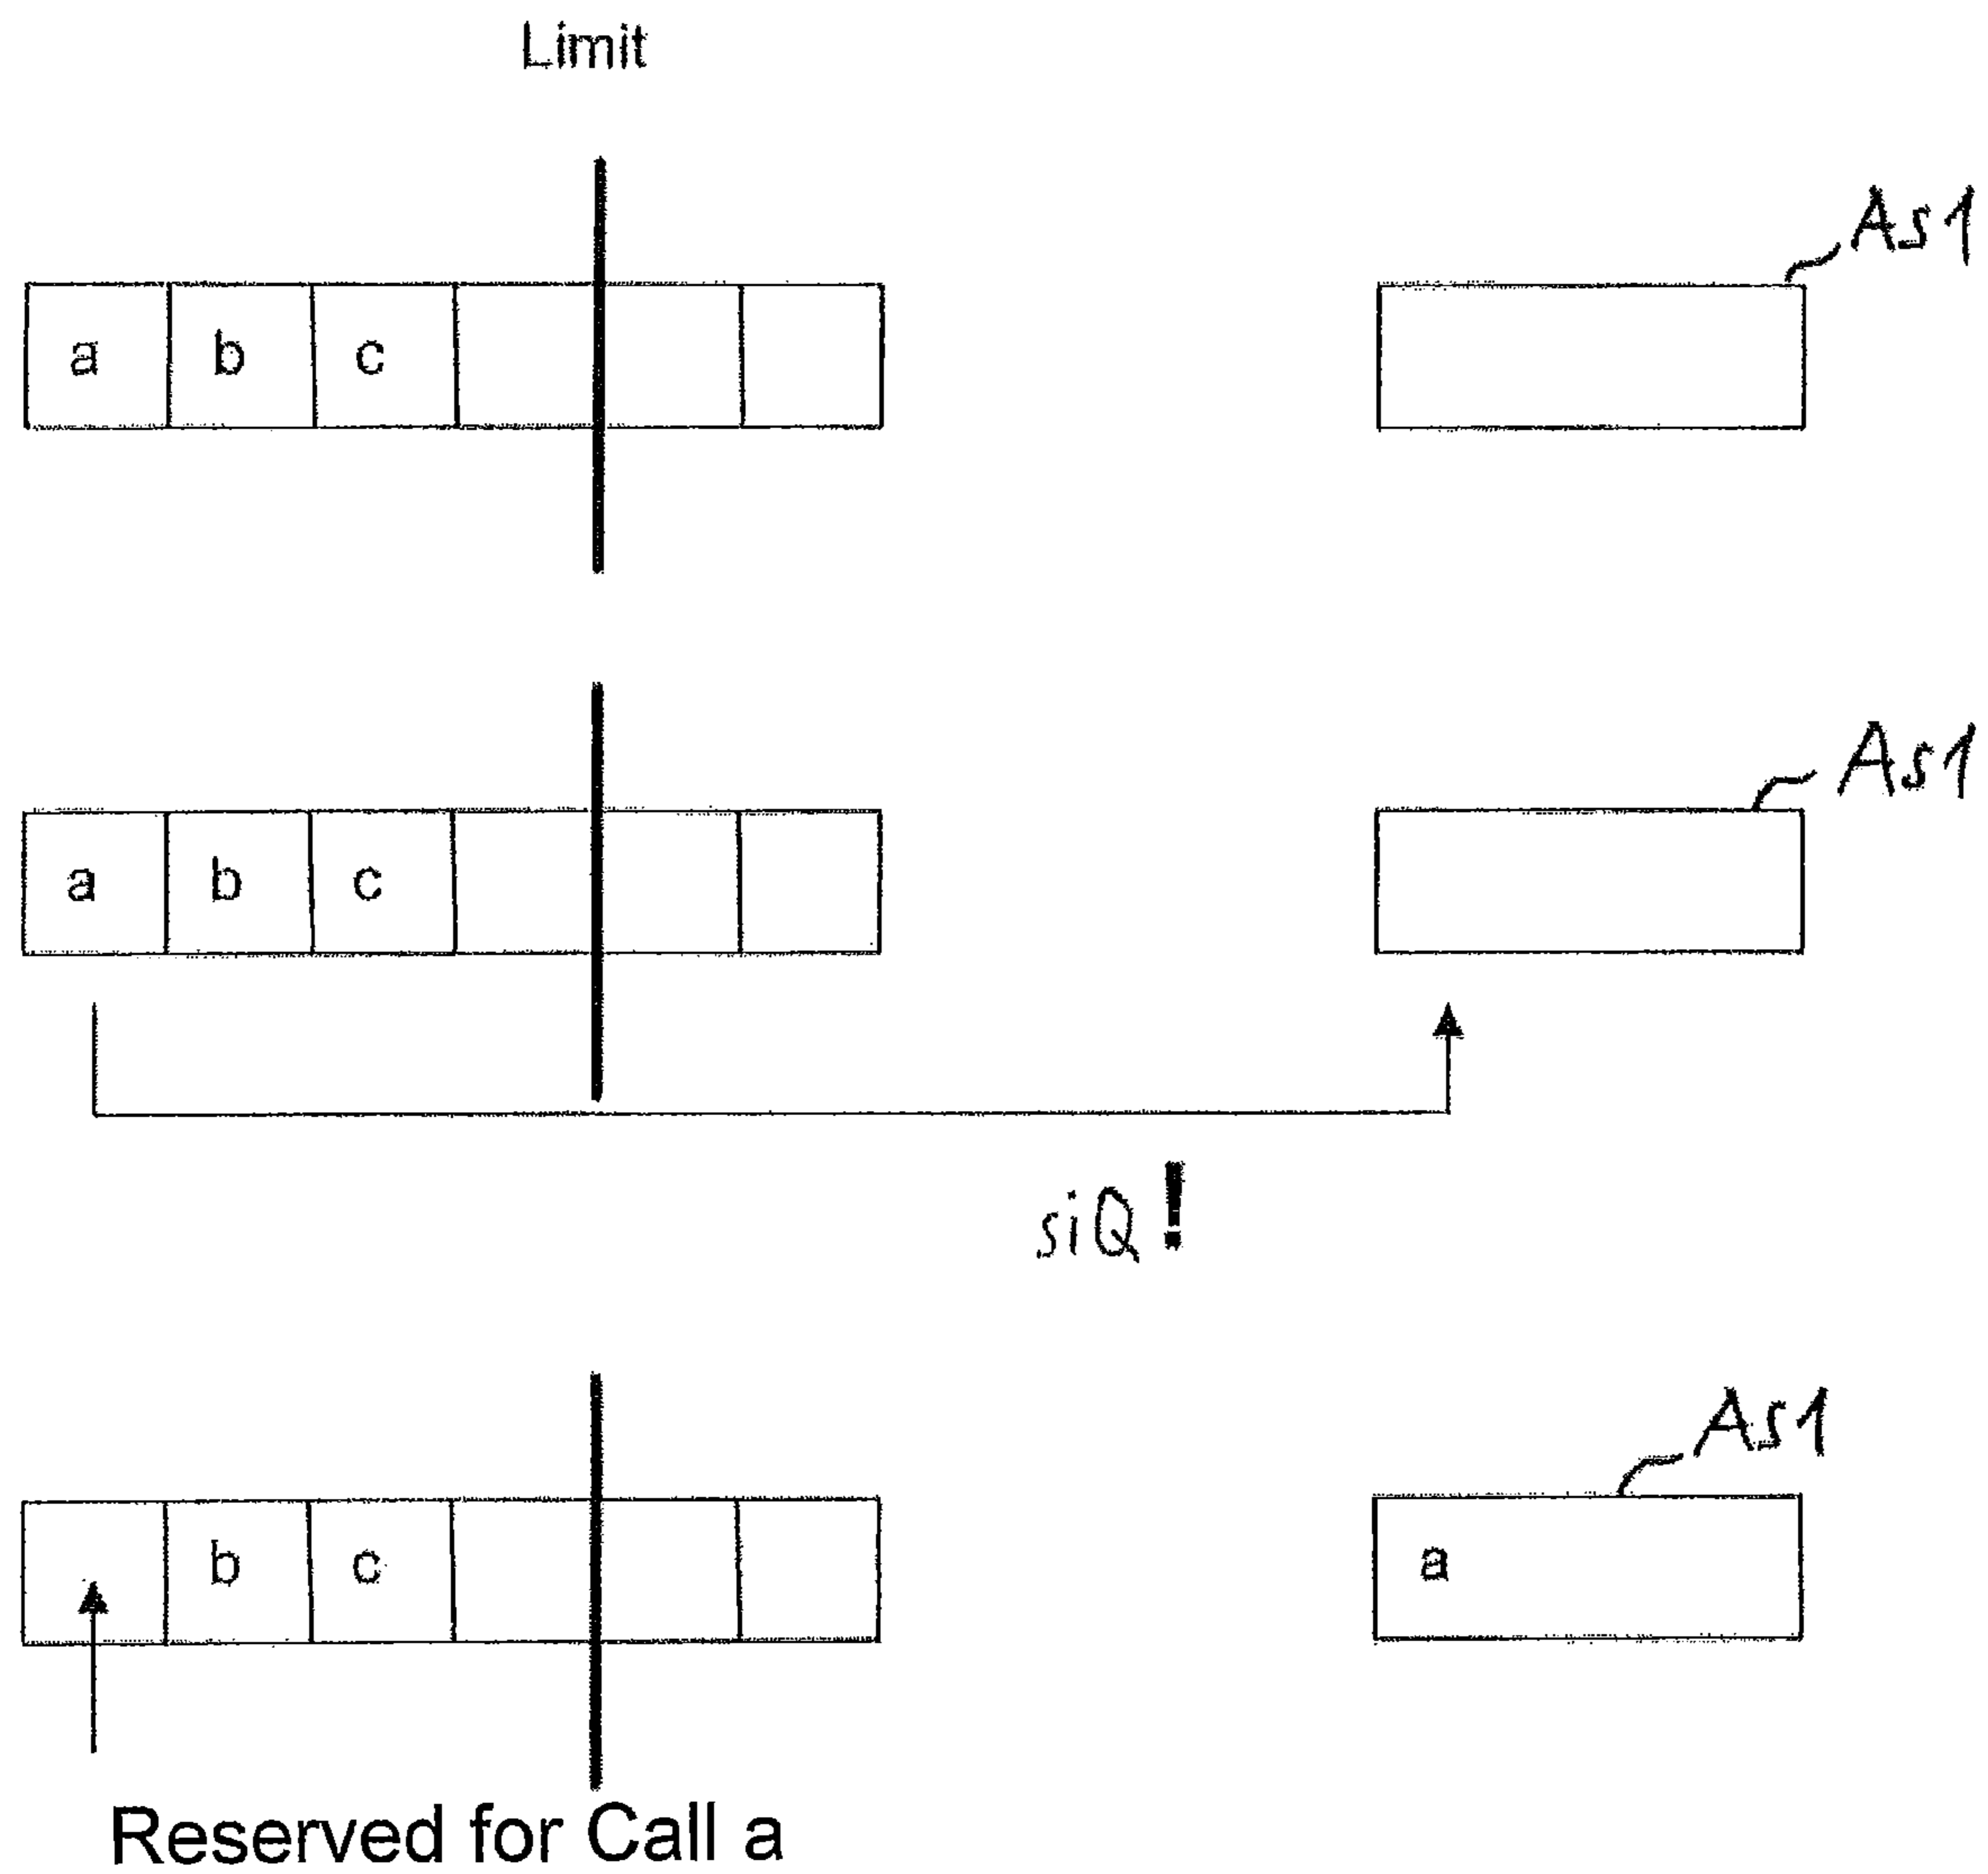 Limit
As1
a b c
As1
a b c
siQ!
As1
b c a
Reserved for Call a